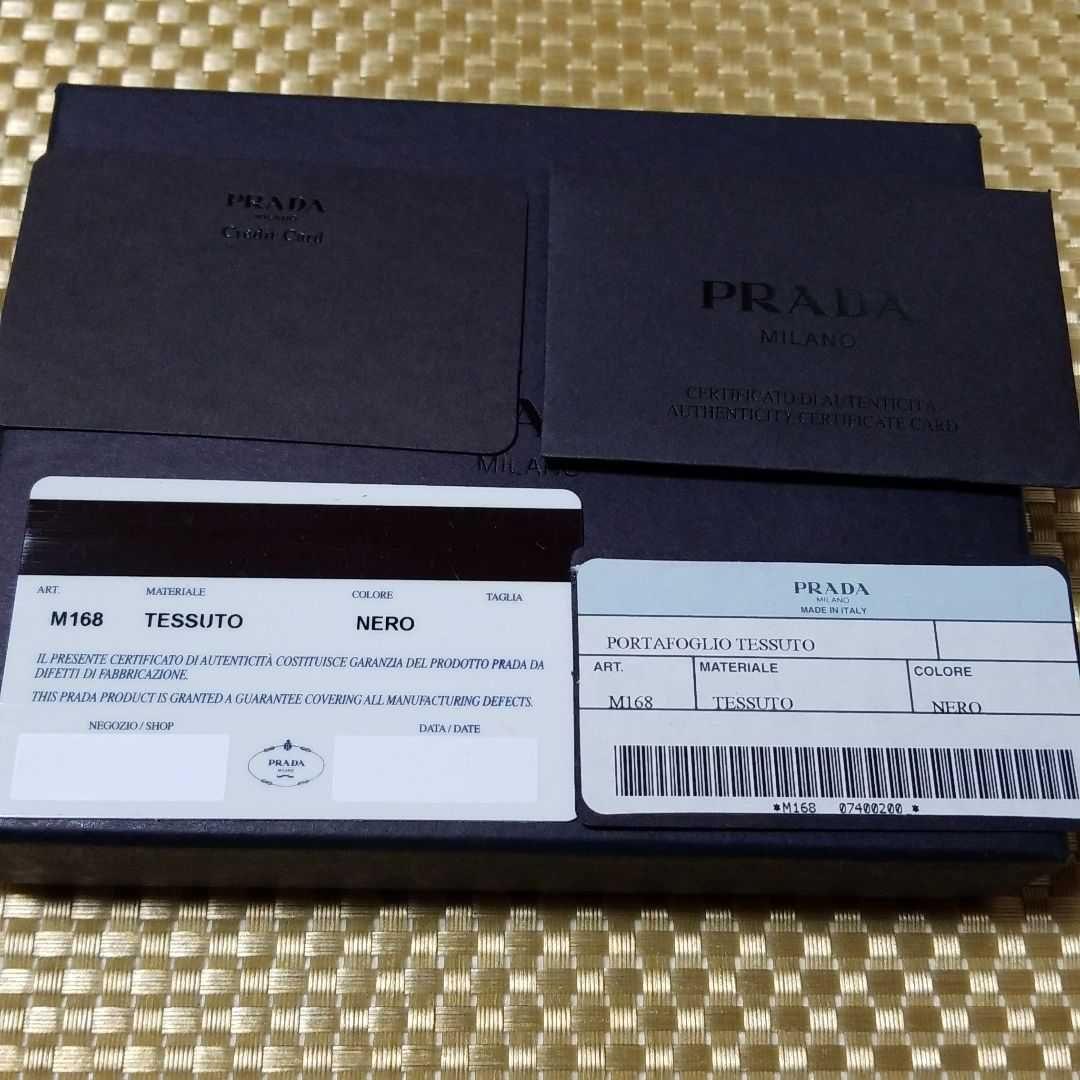 PRADA
MILANO
Credit Card
PRADA
MILANO
CERTIFICATO DI AUTENTICITÀ
AUTHENTICITY CERTIFICATE CARD
MILANO
ART. MATERIALE COLORE TAGLIA
M168 TESSUTO NERO
IL PRESENTE CERTIFICATO DI AUTENTICITÀ COSTITUISCE GARANZIA DEL PRODOTTO PRADA DA
DIFETTI DI FABBRICAZIONE.
THIS PRADA PRODUCT IS GRANTED A GUARANTEE COVERING ALL MANUFACTURING DEFECTS.
NEGOZIO / SHOP DATA / DATE
PRADA
MILANO
PRADA
MILANO
MADE IN ITALY
PORTAFOGLIO TESSUTO
ART. MATERIALE COLORE
M168 TESSUTO NERO
*M168 07400200 *